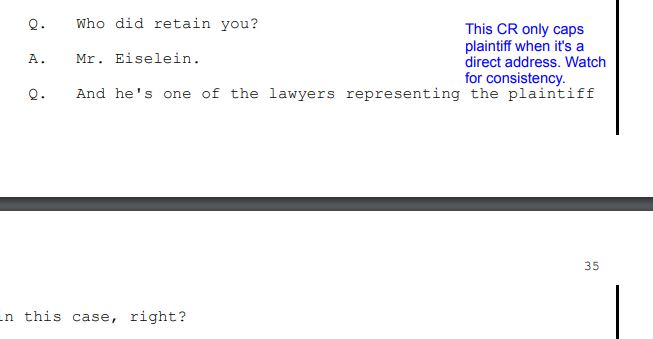 Q. Who did retain you?
This CR only caps
plaintiff when it's a
direct address. Watch
for consistency.
A. Mr. Eiselein.
Q. And he's one of the lawyers representing the plaintiff
35
in this case, right?